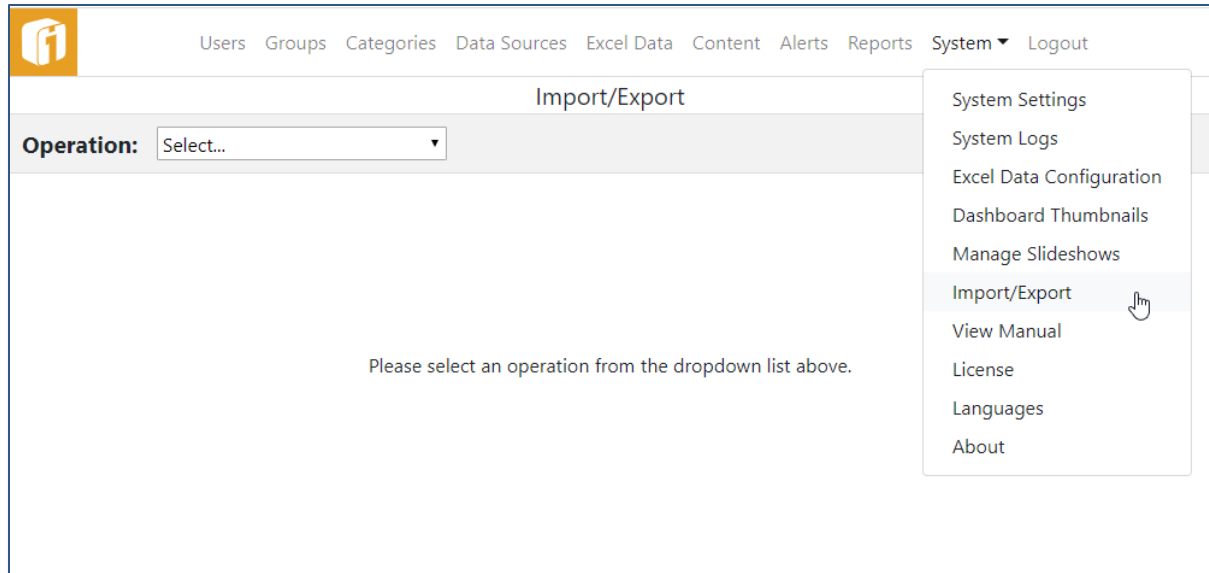 Users Groups Categories Data Sources Excel Data Content Alerts Reports System Logout
Import/Export
Operation: Select...
Please select an operation from the dropdown list above.
System Settings
System Logs
Excel Data Configuration
Dashboard Thumbnails
Manage Slideshows
Import/Export
View Manual
License
Languages
About